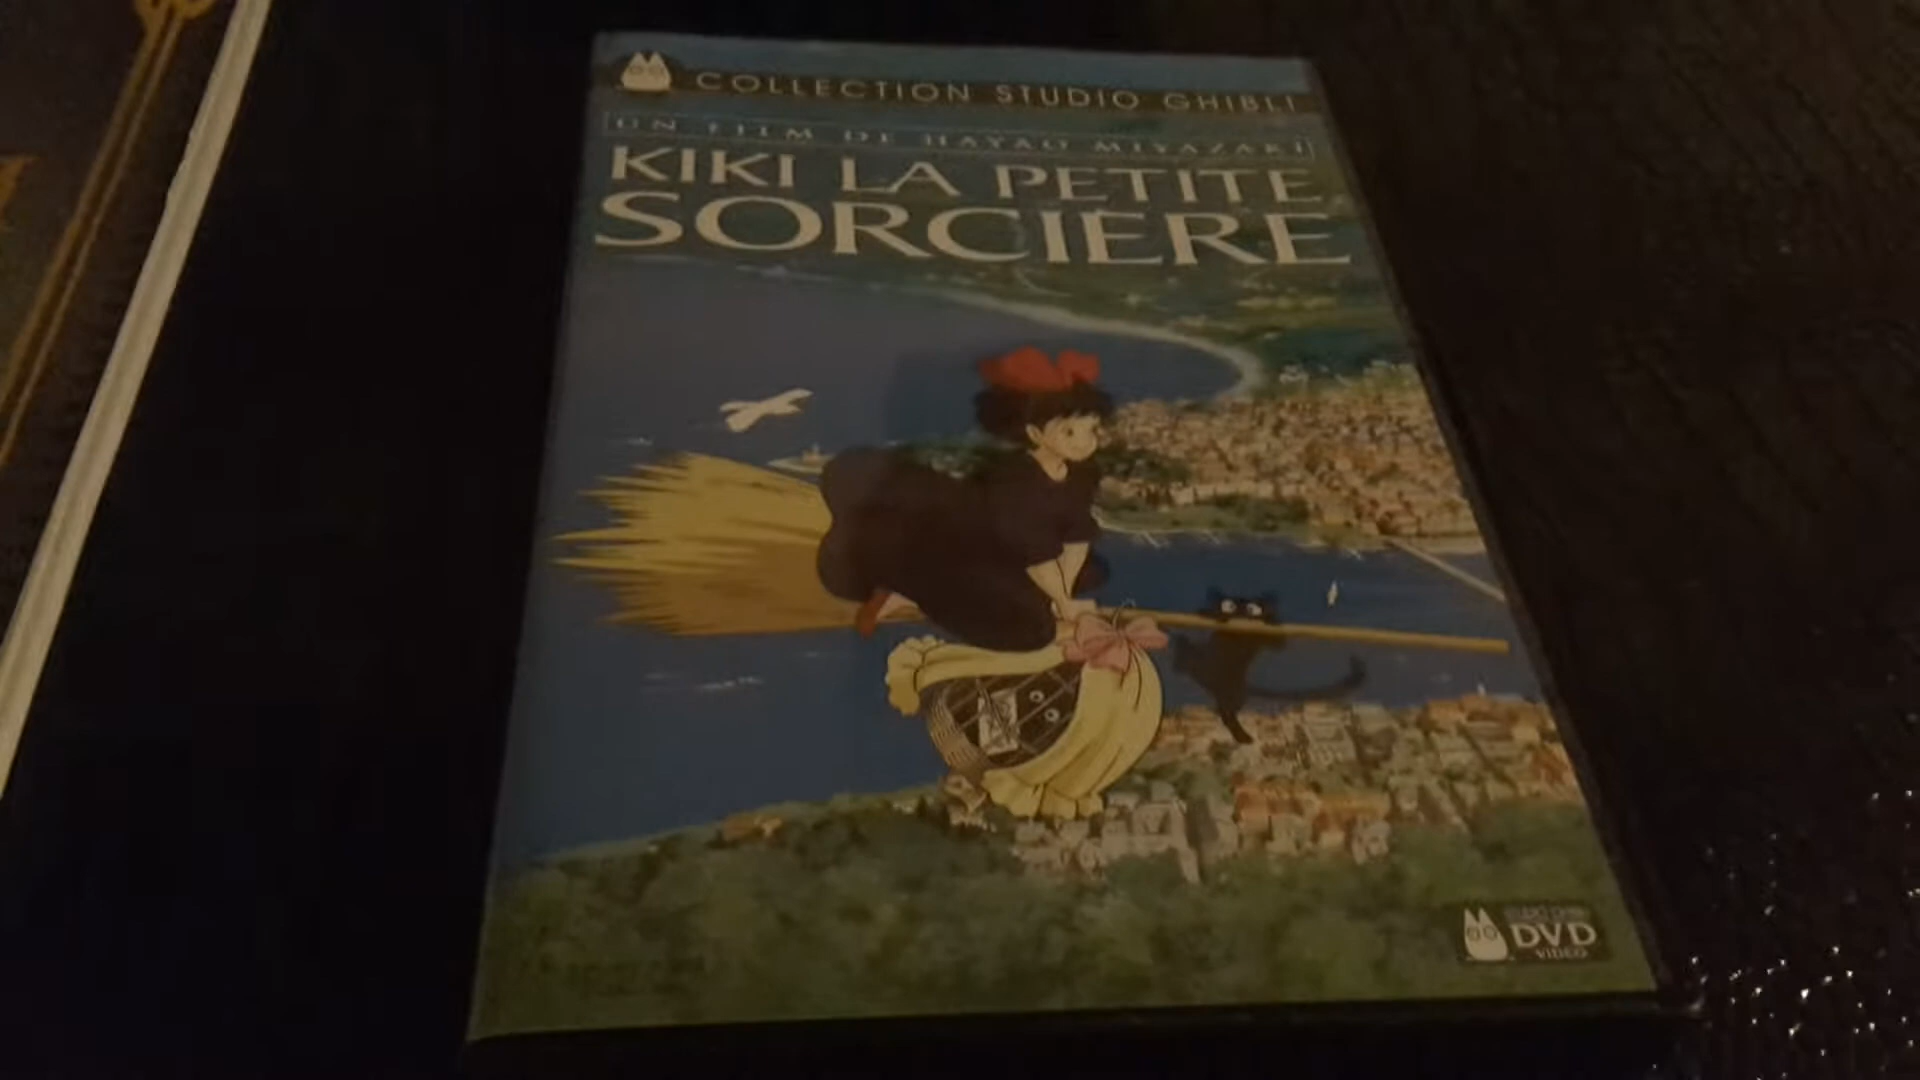 COLLECTION STUDIO GHIBLI
UN FILM DE HAYAO MIYAZAKI
KIKI LA PETITE
SORCIÈRE
DVD
VIDEO